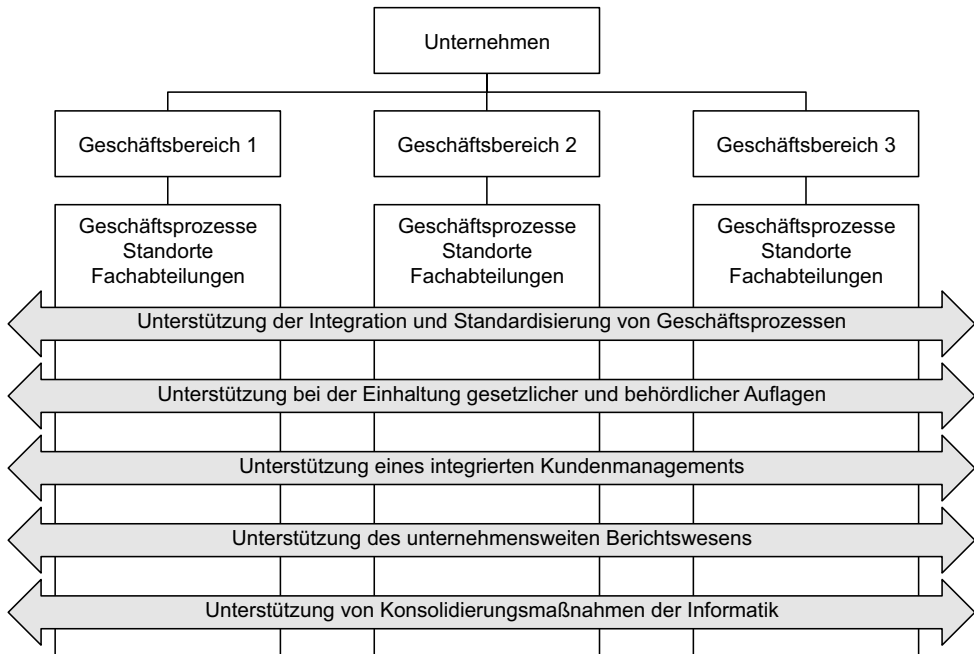 Unternehmen
Geschäftsbereich 1
Geschäftsbereich 2
Geschäftsbereich 3
Geschäftsprozesse
Standorte
Fachabteilungen
Geschäftsprozesse
Standorte
Fachabteilungen
Geschäftsprozesse
Standorte
Fachabteilungen
Unterstützung der Integration und Standardisierung von Geschäftsprozessen
Unterstützung bei der Einhaltung gesetzlicher und behördlicher Auflagen
Unterstützung eines integrierten Kundenmanagements
Unterstützung des unternehmensweiten Berichtswesens
Unterstützung von Konsolidierungsmaßnahmen der Informatik